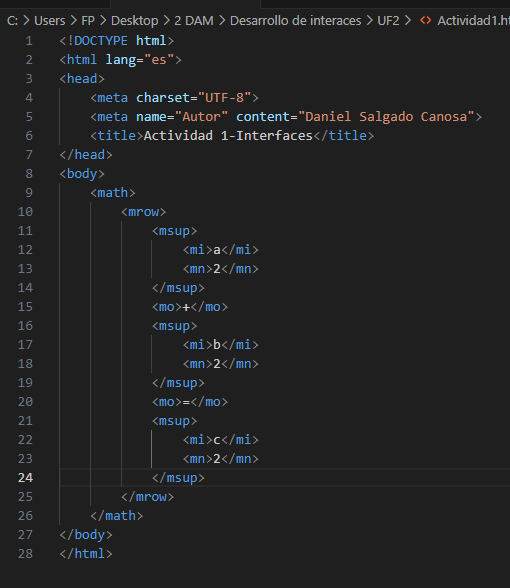 C: > Users > FP > Desktop > 2 DAM > Desarrollo de interaces > UF2 > <> Actividad1.ht
1 <!DOCTYPE html>
2 <html lang="es">
3 <head>
4 <meta charset="UTF-8">
5 <meta name="Autor" content="Daniel Salgado Canosa">
6 <title>Actividad 1-Interfaces</title>
7 </head>
8 <body>
9 <math>
10 <mrow>
11 <msup>
12 <mi>a</mi>
13 <mn>2</mn>
14 </msup>
15 <mo>+</mo>
16 <msup>
17 <mi>b</mi>
18 <mn>2</mn>
19 </msup>
20 <mo>=</mo>
21 <msup>
22 <mi>c</mi>
23 <mn>2</mn>
24 </msup>
25 </mrow>
26 </math>
27 </body>
28 </html>